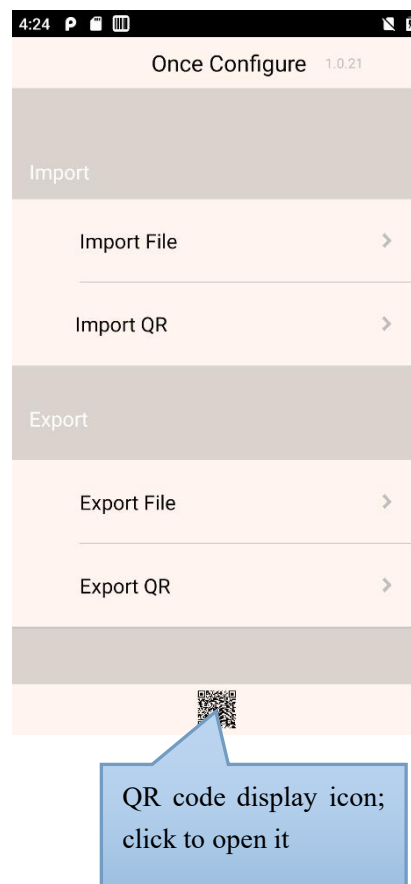 4:24
Once Configure 1.0.21
Import
Import File
Import QR
Export
Export File
Export QR
QR code display icon;
click to open it